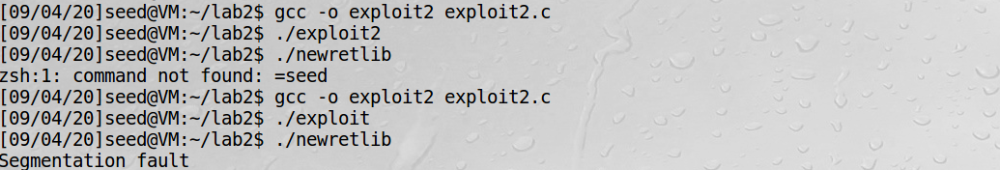 [09/04/20]seed@VM:~/lab2$ gcc -o exploit2 exploit2.c
[09/04/20]seed@VM:~/lab2$ ./exploit2
[09/04/20]seed@VM:~/lab2$ ./newretlib
zsh:1: command not found: =seed
[09/04/20]seed@VM:~/lab2$ gcc -o exploit2 exploit2.c
[09/04/20]seed@VM:~/lab2$ ./exploit
[09/04/20]seed@VM:~/lab2$ ./newretlib
Segmentation fault